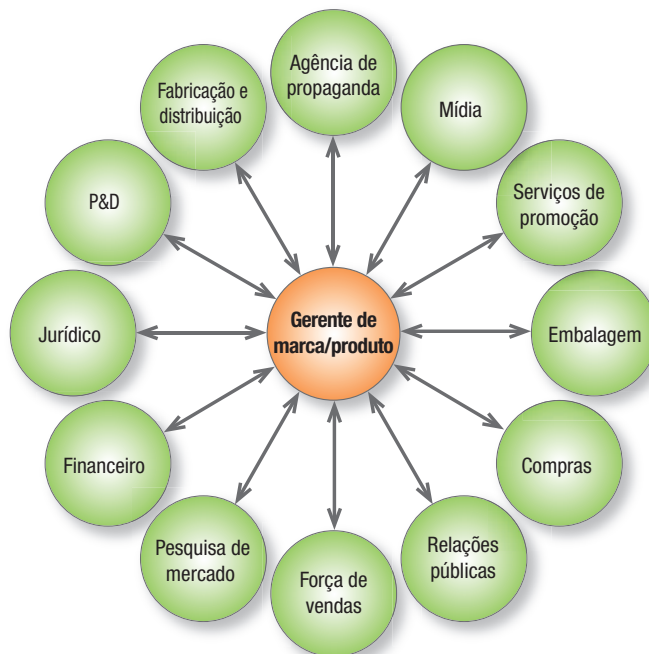 Agência de
propaganda
Mídia
Serviços de
promoção
Embalagem
Compras
Relações
públicas
Força de
vendas
Pesquisa de
mercado
Financeiro
Jurídico
P&D
Fabricação e
distribuição
Gerente de
marca/produto